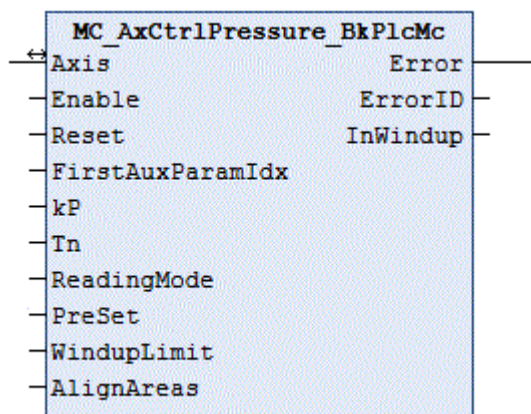 MC_AxCtrlPressure_BkPlcMc
Axis Error
Enable ErrorID
Reset InWindup
FirstAuxParamIdx
kP
Tn
ReadingMode
PreSet
WindupLimit
AlignAreas